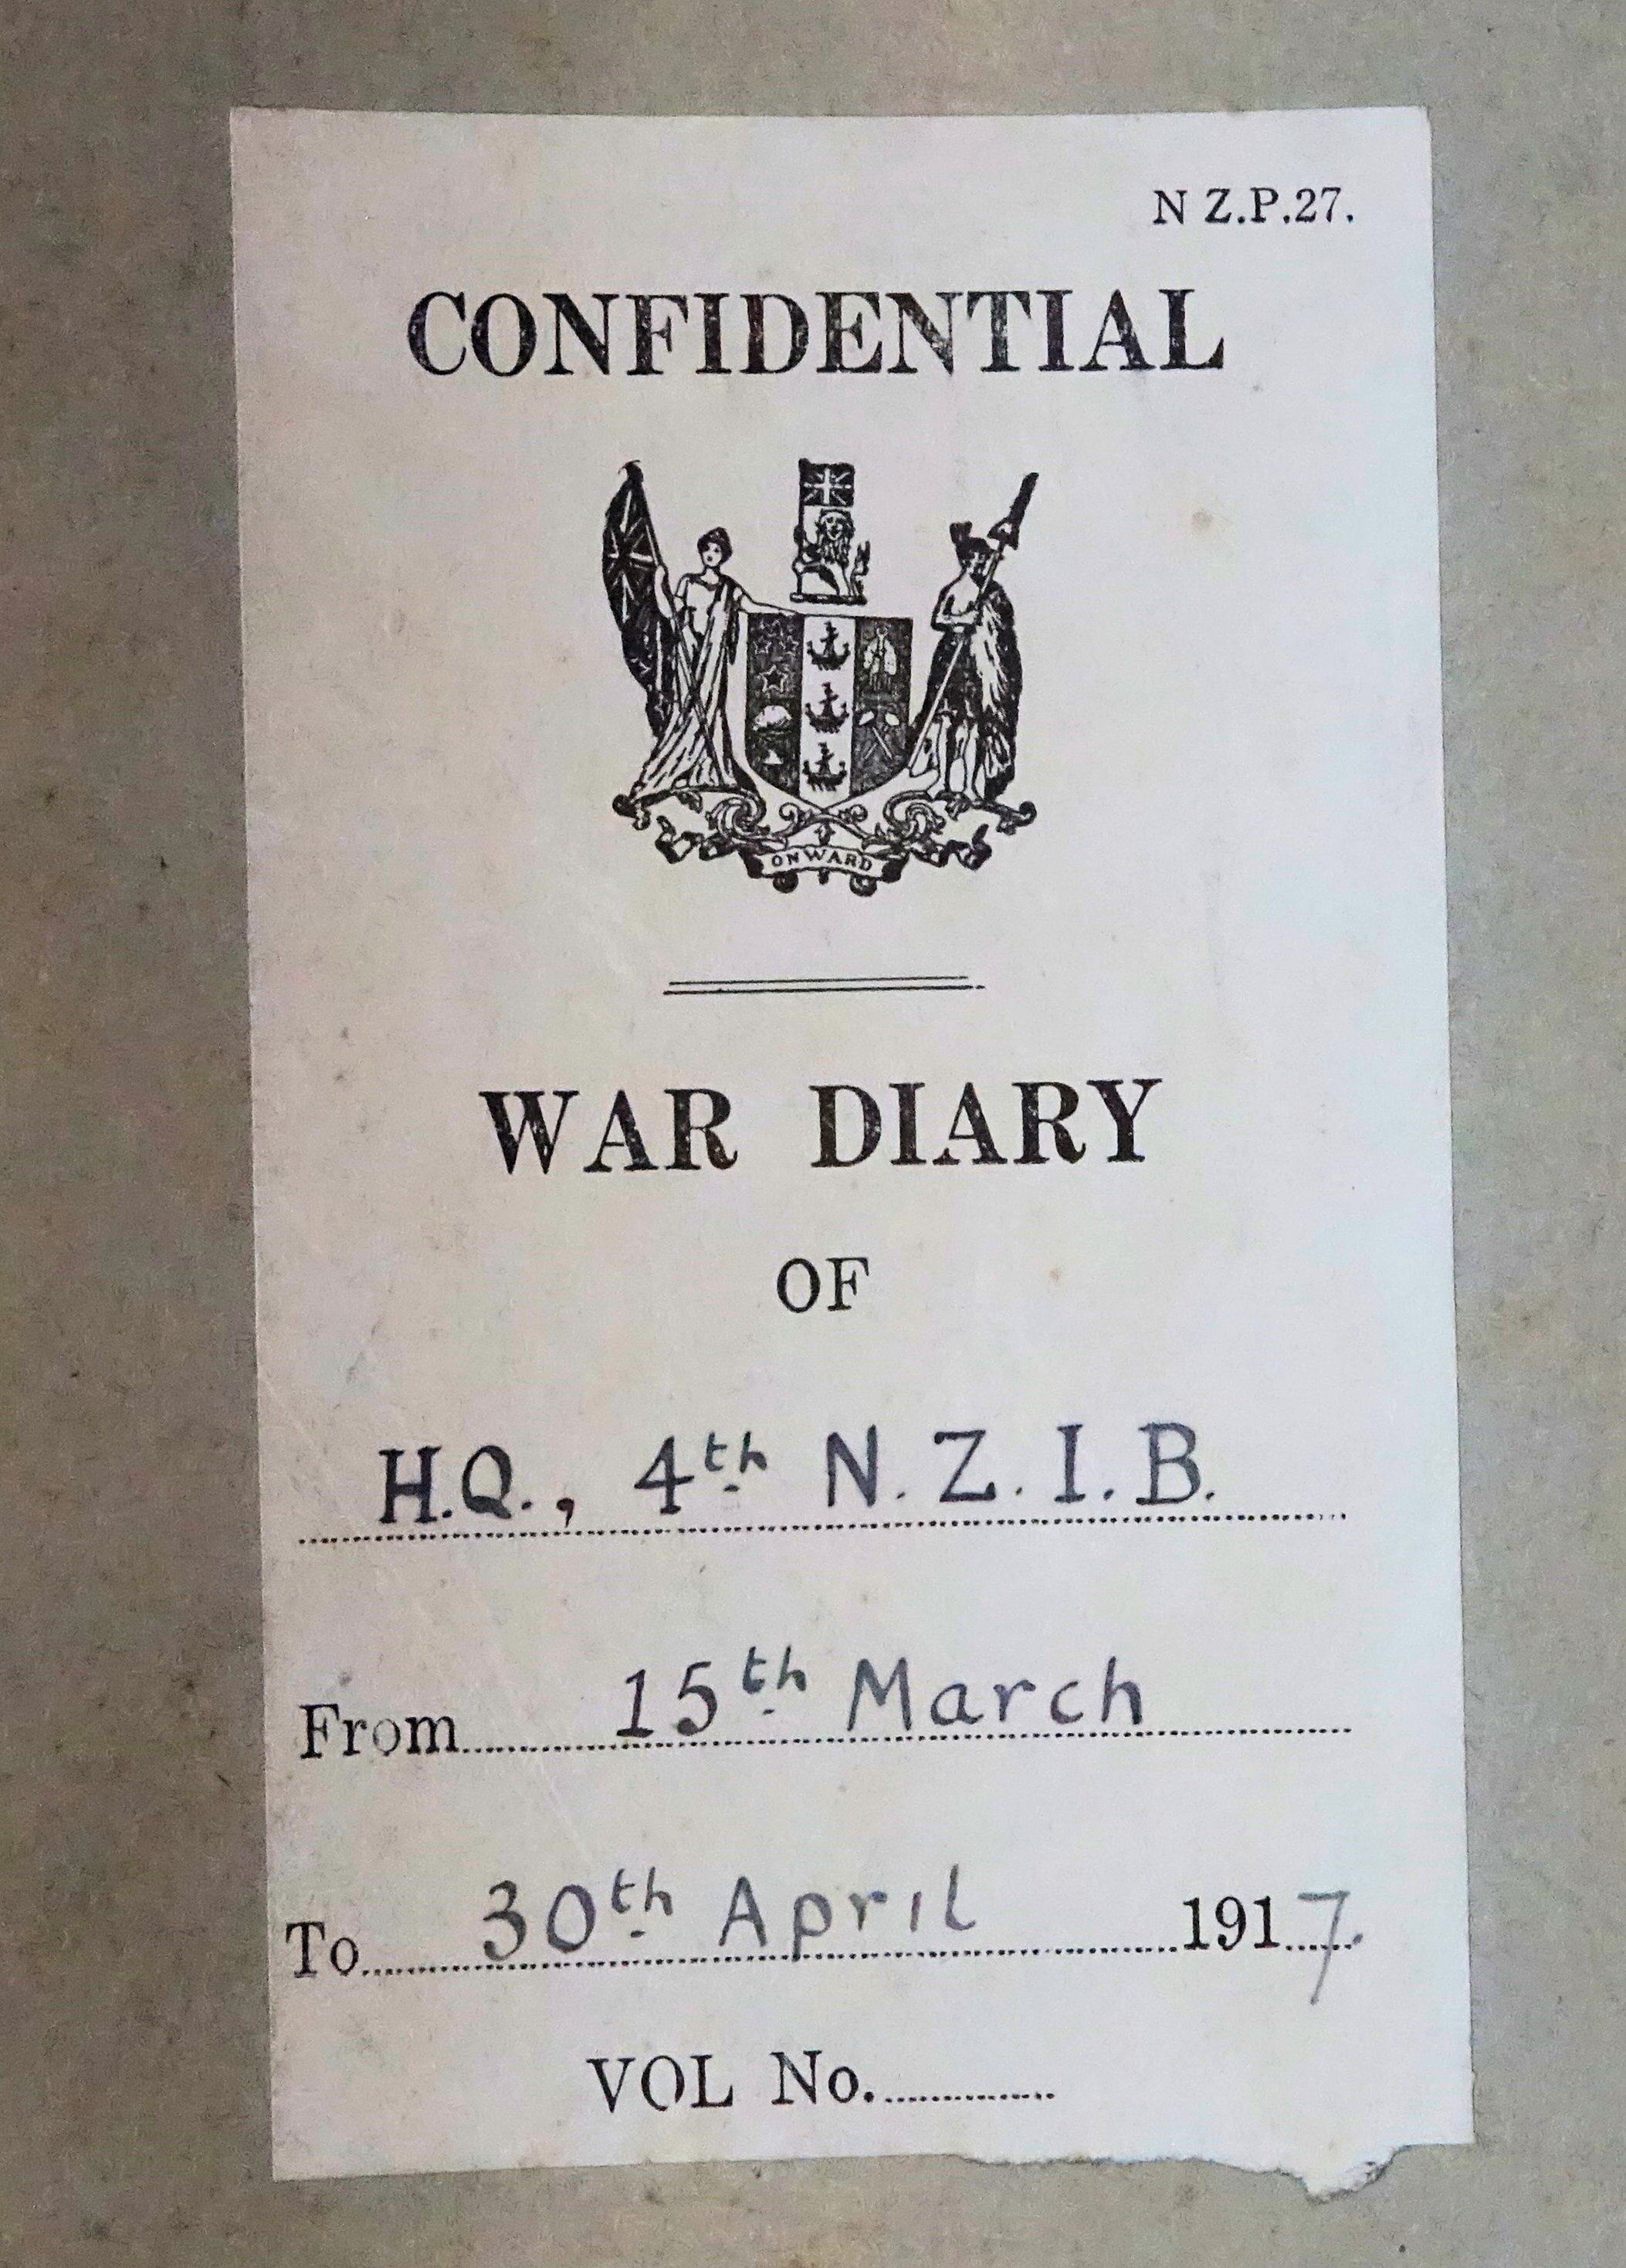 N Z.P.27.
CONFIDENTIAL
ONWARD
WAR DIARY
OF
H.Q., 4th N.Z.I.B.
From 15th March
To 30th April 1917.
VOL No.